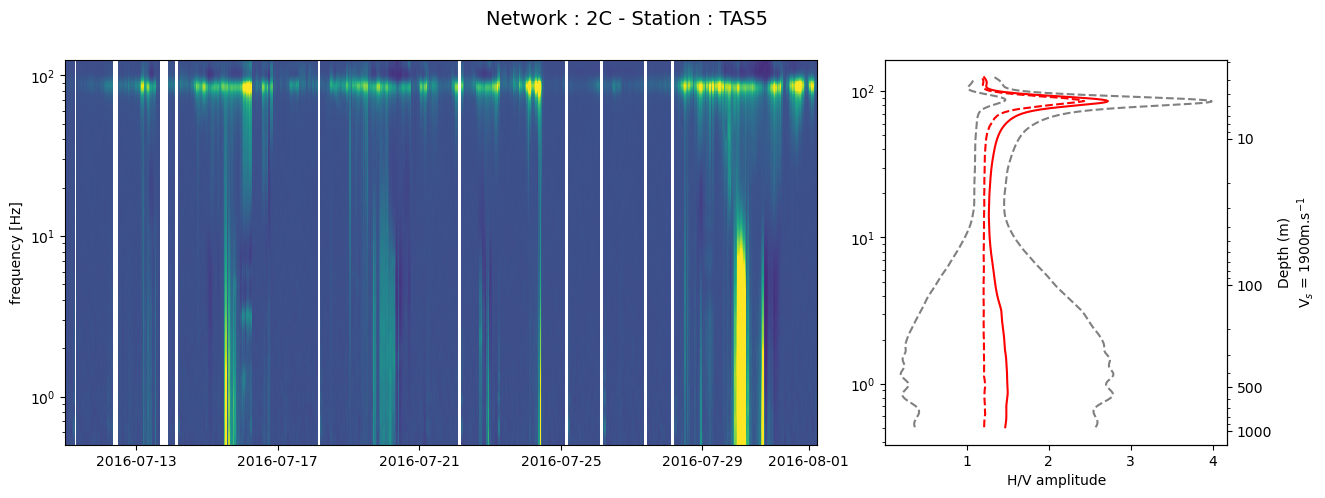 Network : 2C - Station : TAS5
frequency [Hz]
10²
10¹
10⁰
2016-07-13 2016-07-17 2016-07-21 2016-07-25 2016-07-29 2016-08-01
10²
10¹
10⁰
1 2 3 4
H/V amplitude
10
100
500
1000
Depth (m)
Vₛ = 1900m.s⁻¹